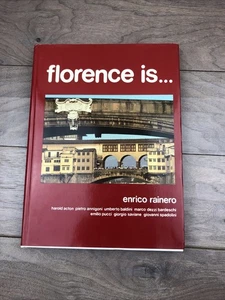 florence is...
enrico rainero
harold acton pietro annigoni umberto baldini marco dezzi bardeschi
emilio pucci giorgio saviane giovanni spadolini